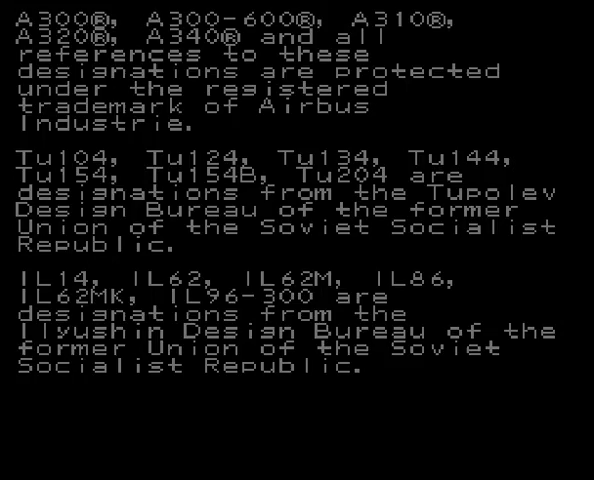 A300®, A300-600®, A310®,
A320®, A340® and all
references to these
designations are protected
under the registered
trademark of Airbus
Industrie.
Tu104, Tu124, Tu134, Tu144,
Tu154, Tu154B, Tu204 are
designations from the Tupolev
Design Bureau of the former
Union of the Soviet Socialist
Republic.
IL14, IL62, IL62M, IL86,
IL62MK, IL96-300 are
designations from the
Ilyushin Design Bureau of the
former Union of the Soviet
Socialist Republic.